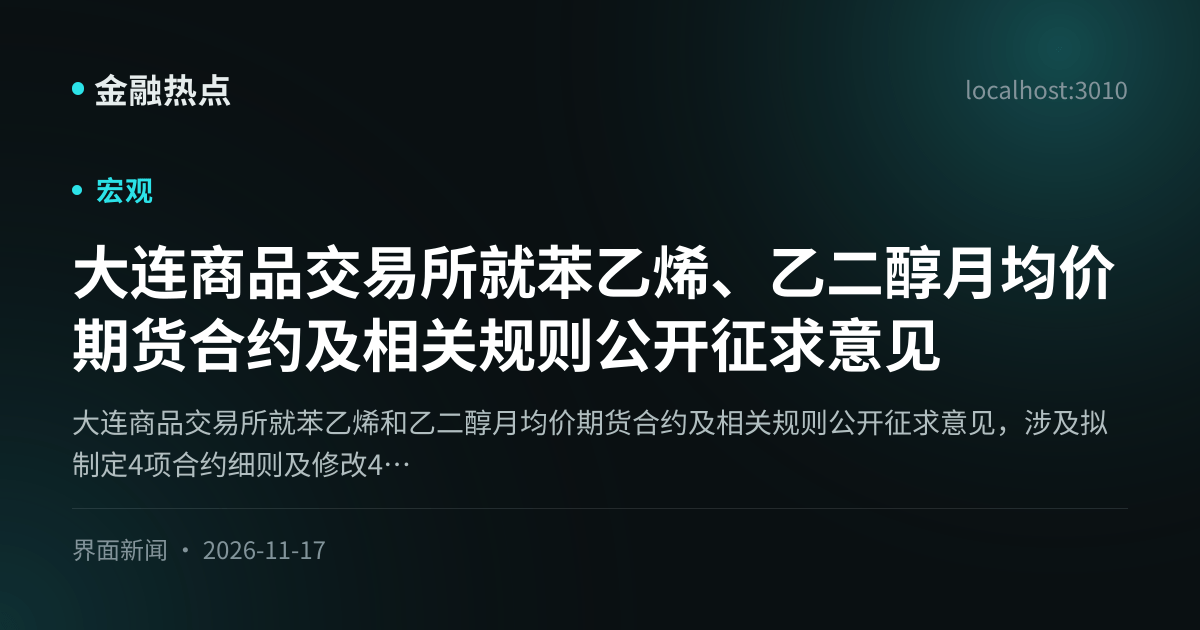 金融热点
localhost:3010
宏观
大连商品交易所就苯乙烯、乙二醇月均价
期货合约及相关规则公开征求意见
大连商品交易所就苯乙烯和乙二醇月均价期货合约及相关规则公开征求意见，涉及拟
制定4项合约细则及修改4…
界面新闻 • 2026-11-17